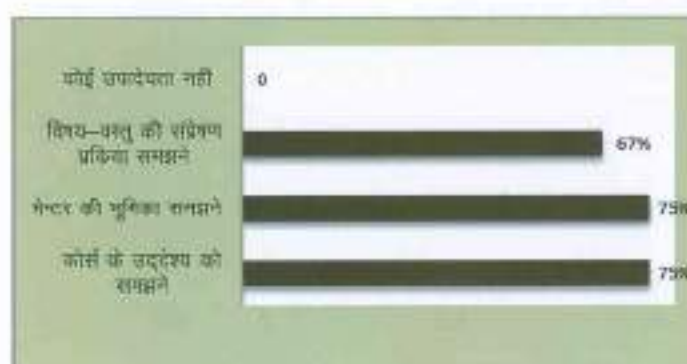 कोई उपादेयता नहीं
0
विषय–वस्तु की संप्रेषण
प्रकिया समझने
67%
मेन्टर की भूमिका समझने
75%
कोर्स के उद्देश्य को
समझने
75%